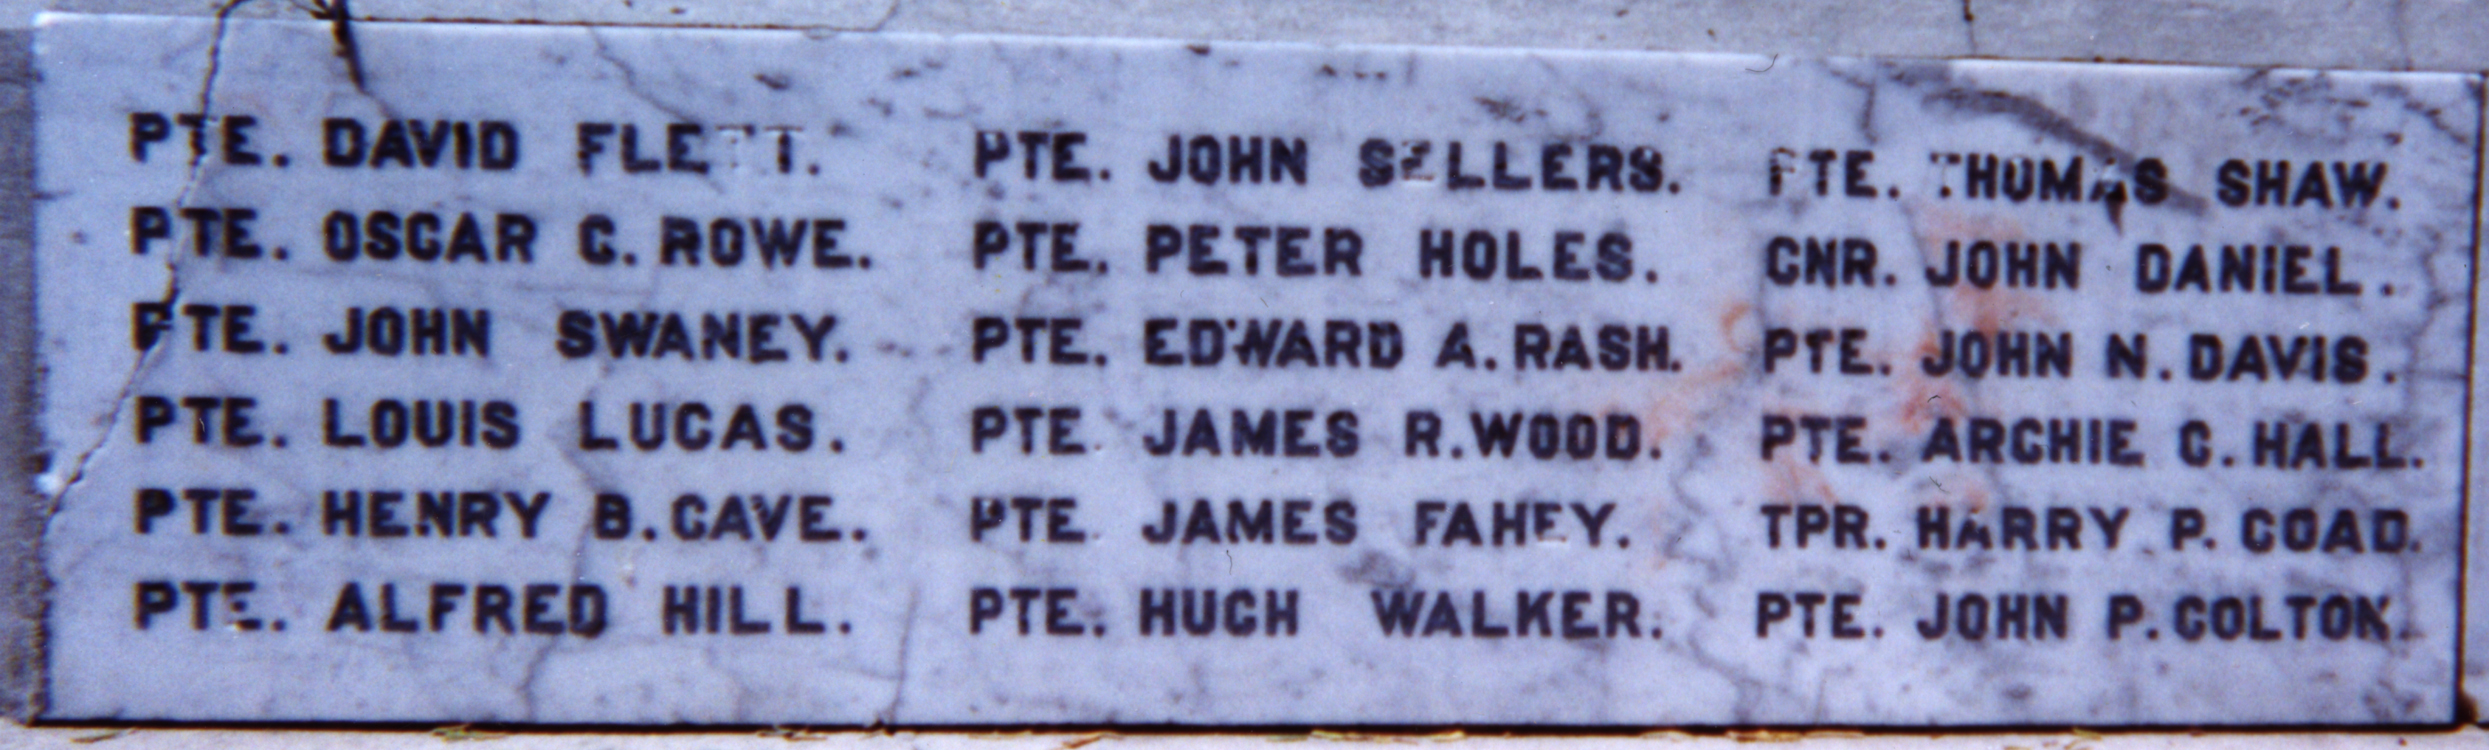 PTE. DAVID FLETT. PTE. JOHN SELLERS. PTE. THOMAS SHAW.
PTE. OSCAR C. ROWE. PTE. PETER HOLES. GNR. JOHN DANIEL.
PTE. JOHN SWANEY. PTE. EDWARD A. RASH. PTE. JOHN N. DAVIS.
PTE. LOUIS LUCAS. PTE. JAMES R. WOOD. PTE. ARCHIE C. HALL.
PTE. HENRY B. CAVE. PTE. JAMES FAHEY. TPR. HARRY P. COAD.
PTE. ALFRED HILL. PTE. HUGH WALKER. PTE. JOHN P. COLTON.